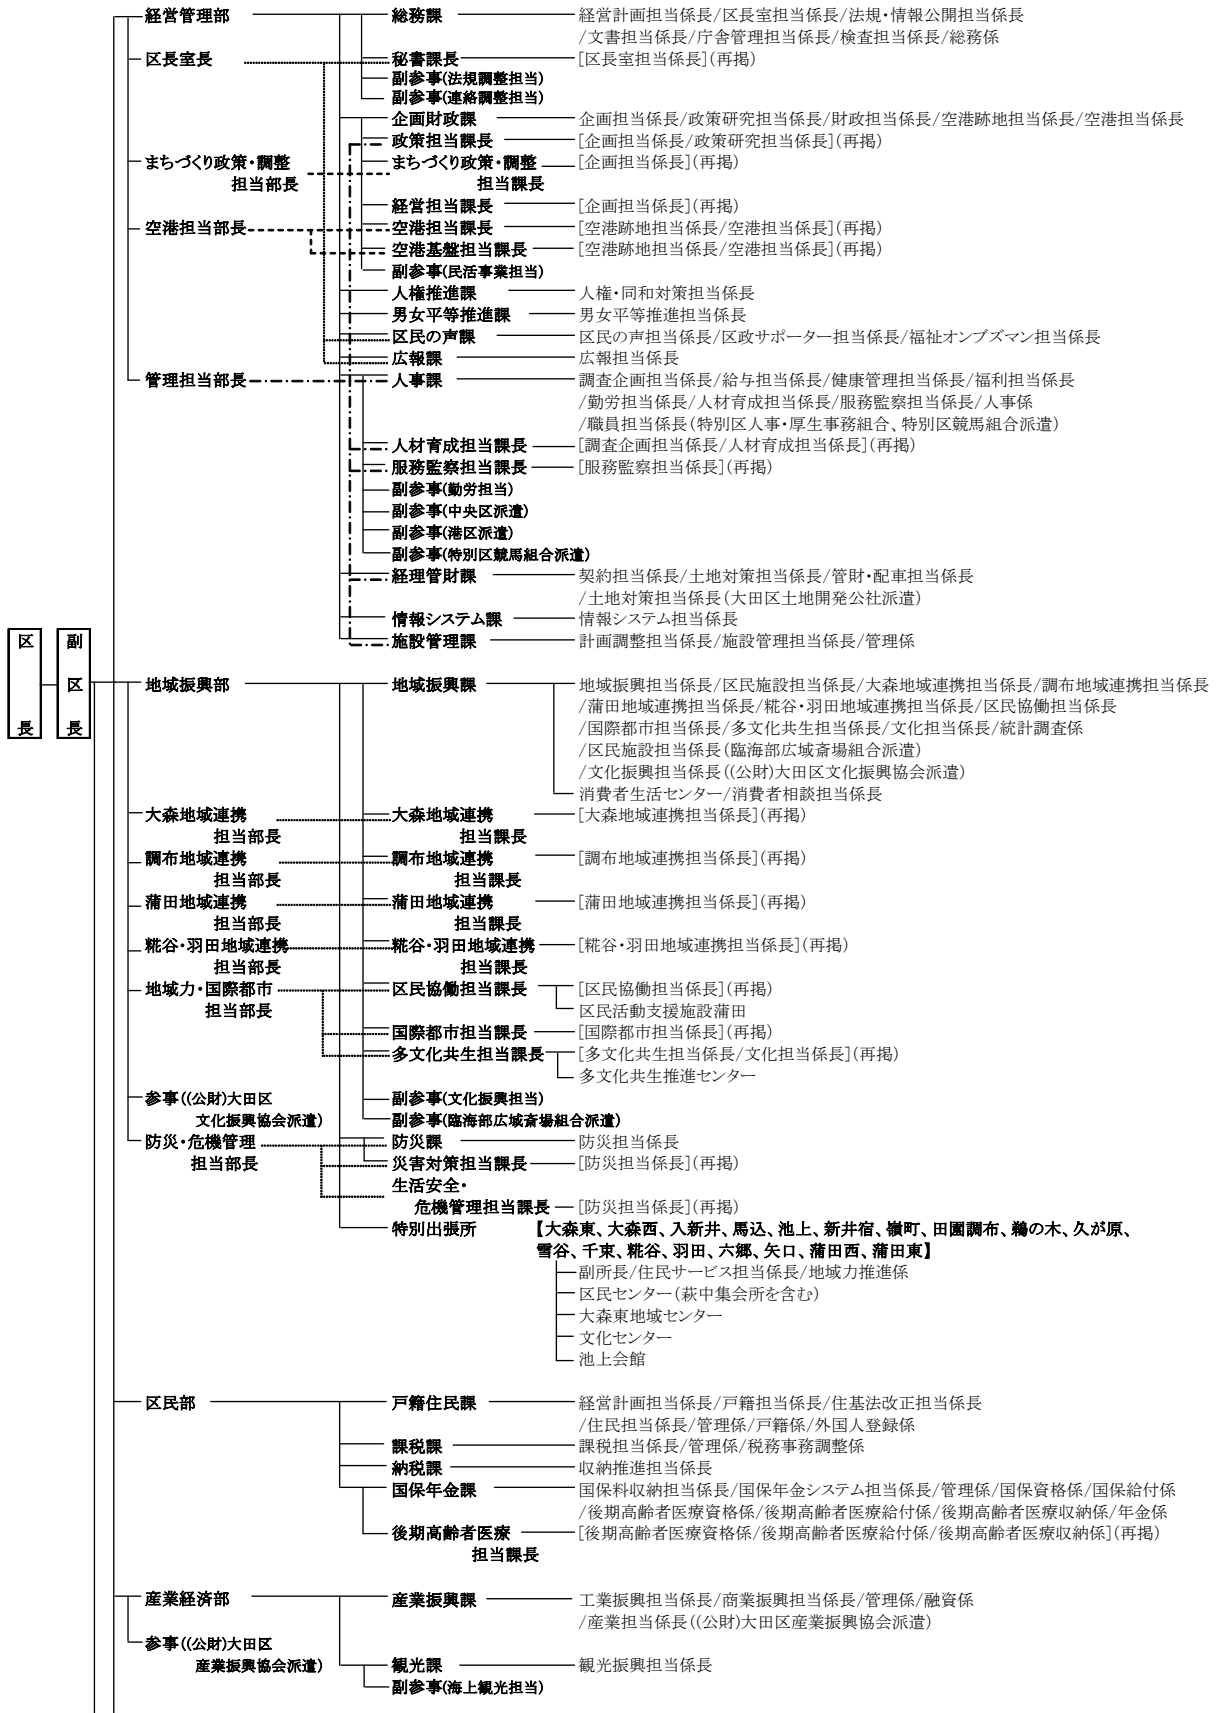 経営管理部 総務課 経営計画担当係長/区長室担当係長/法規・情報公開担当係長
/文書担当係長/庁舎管理担当係長/検査担当係長/総務係
区長室長 秘書課長 [区長室担当係長](再掲)
副参事(法規調整担当)
副参事(連絡調整担当)
企画財政課 企画担当係長/政策研究担当係長/財政担当係長/空港跡地担当係長/空港担当係長
政策担当課長 [企画担当係長/政策研究担当係長](再掲)
まちづくり政策・調整 まちづくり政策・調整 [企画担当係長](再掲)
担当部長 担当課長
経営担当課長 [企画担当係長](再掲)
空港担当部長 空港担当課長 [空港跡地担当係長/空港担当係長](再掲)
空港基盤担当課長 [空港跡地担当係長/空港担当係長](再掲)
副参事(民活事業担当)
人権推進課 人権・同和対策担当係長
男女平等推進課 男女平等推進担当係長
区民の声課 区民の声担当係長/区政サポーター担当係長/福祉オンブズマン担当係長
広報課 広報担当係長
管理担当部長 人事課 調査企画担当係長/給与担当係長/健康管理担当係長/福利担当係長
/勤労担当係長/人材育成担当係長/服務監察担当係長/人事係
/職員担当係長(特別区人事・厚生事務組合、特別区競馬組合派遣)
人材育成担当課長 [調査企画担当係長/人材育成担当係長](再掲)
服務監察担当課長 [服務監察担当係長](再掲)
副参事(勤労担当)
副参事(中央区派遣)
副参事(港区派遣)
副参事(特別区競馬組合派遣)
経理管財課 契約担当係長/土地対策担当係長/管財・配車担当係長
/土地対策担当係長(大田区土地開発公社派遣)
情報システム課 情報システム担当係長
施設管理課 計画調整担当係長/施設管理担当係長/管理係
区長 副区長
地域振興部 地域振興課 地域振興担当係長/区民施設担当係長/大森地域連携担当係長/調布地域連携担当係長
/蒲田地域連携担当係長/糀谷・羽田地域連携担当係長/区民協働担当係長
/国際都市担当係長/多文化共生担当係長/文化担当係長/統計調査係
/区民施設担当係長(臨海部広域斎場組合派遣)
/文化振興担当係長((公財)大田区文化振興協会派遣)
消費者生活センター/消費者相談担当係長
大森地域連携 大森地域連携 [大森地域連携担当係長](再掲)
担当部長 担当課長
調布地域連携 調布地域連携 [調布地域連携担当係長](再掲)
担当部長 担当課長
蒲田地域連携 蒲田地域連携 [蒲田地域連携担当係長](再掲)
担当部長 担当課長
糀谷・羽田地域連携 糀谷・羽田地域連携 [糀谷・羽田地域連携担当係長](再掲)
担当部長 担当課長
地域力・国際都市 区民協働担当課長 [区民協働担当係長](再掲)
担当部長 区民活動支援施設蒲田
国際都市担当課長 [国際都市担当係長](再掲)
多文化共生担当課長 [多文化共生担当係長/文化担当係長](再掲)
多文化共生推進センター
参事((公財)大田区 副参事(文化振興担当)
文化振興協会派遣) 副参事(臨海部広域斎場組合派遣)
防災・危機管理 防災課 防災担当係長
担当部長 災害対策担当課長 [防災担当係長](再掲)
生活安全・
危機管理担当課長 [防災担当係長](再掲)
特別出張所 【大森東、大森西、入新井、馬込、池上、新井宿、嶺町、田園調布、鵜の木、久が原、
雪谷、千束、糀谷、羽田、六郷、矢口、蒲田西、蒲田東】
副所長/住民サービス担当係長/地域力推進係
区民センター(萩中集会所を含む)
大森東地域センター
文化センター
池上会館
区民部 戸籍住民課 経営計画担当係長/戸籍担当係長/住基法改正担当係長
/住民担当係長/管理係/戸籍係/外国人登録係
課税課 課税担当係長/管理係/税務事務調整係
納税課 収納推進担当係長
国保年金課 国保料収納担当係長/国保年金システム担当係長/管理係/国保資格係/国保給付係
/後期高齢者医療資格係/後期高齢者医療給付係/後期高齢者医療収納係/年金係
後期高齢者医療 [後期高齢者医療資格係/後期高齢者医療給付係/後期高齢者医療収納係](再掲)
担当課長
産業経済部 産業振興課 工業振興担当係長/商業振興担当係長/管理係/融資係
/産業担当係長((公財)大田区産業振興協会派遣)
参事((公財)大田区
産業振興協会派遣) 観光課 観光振興担当係長
副参事(海上観光担当)